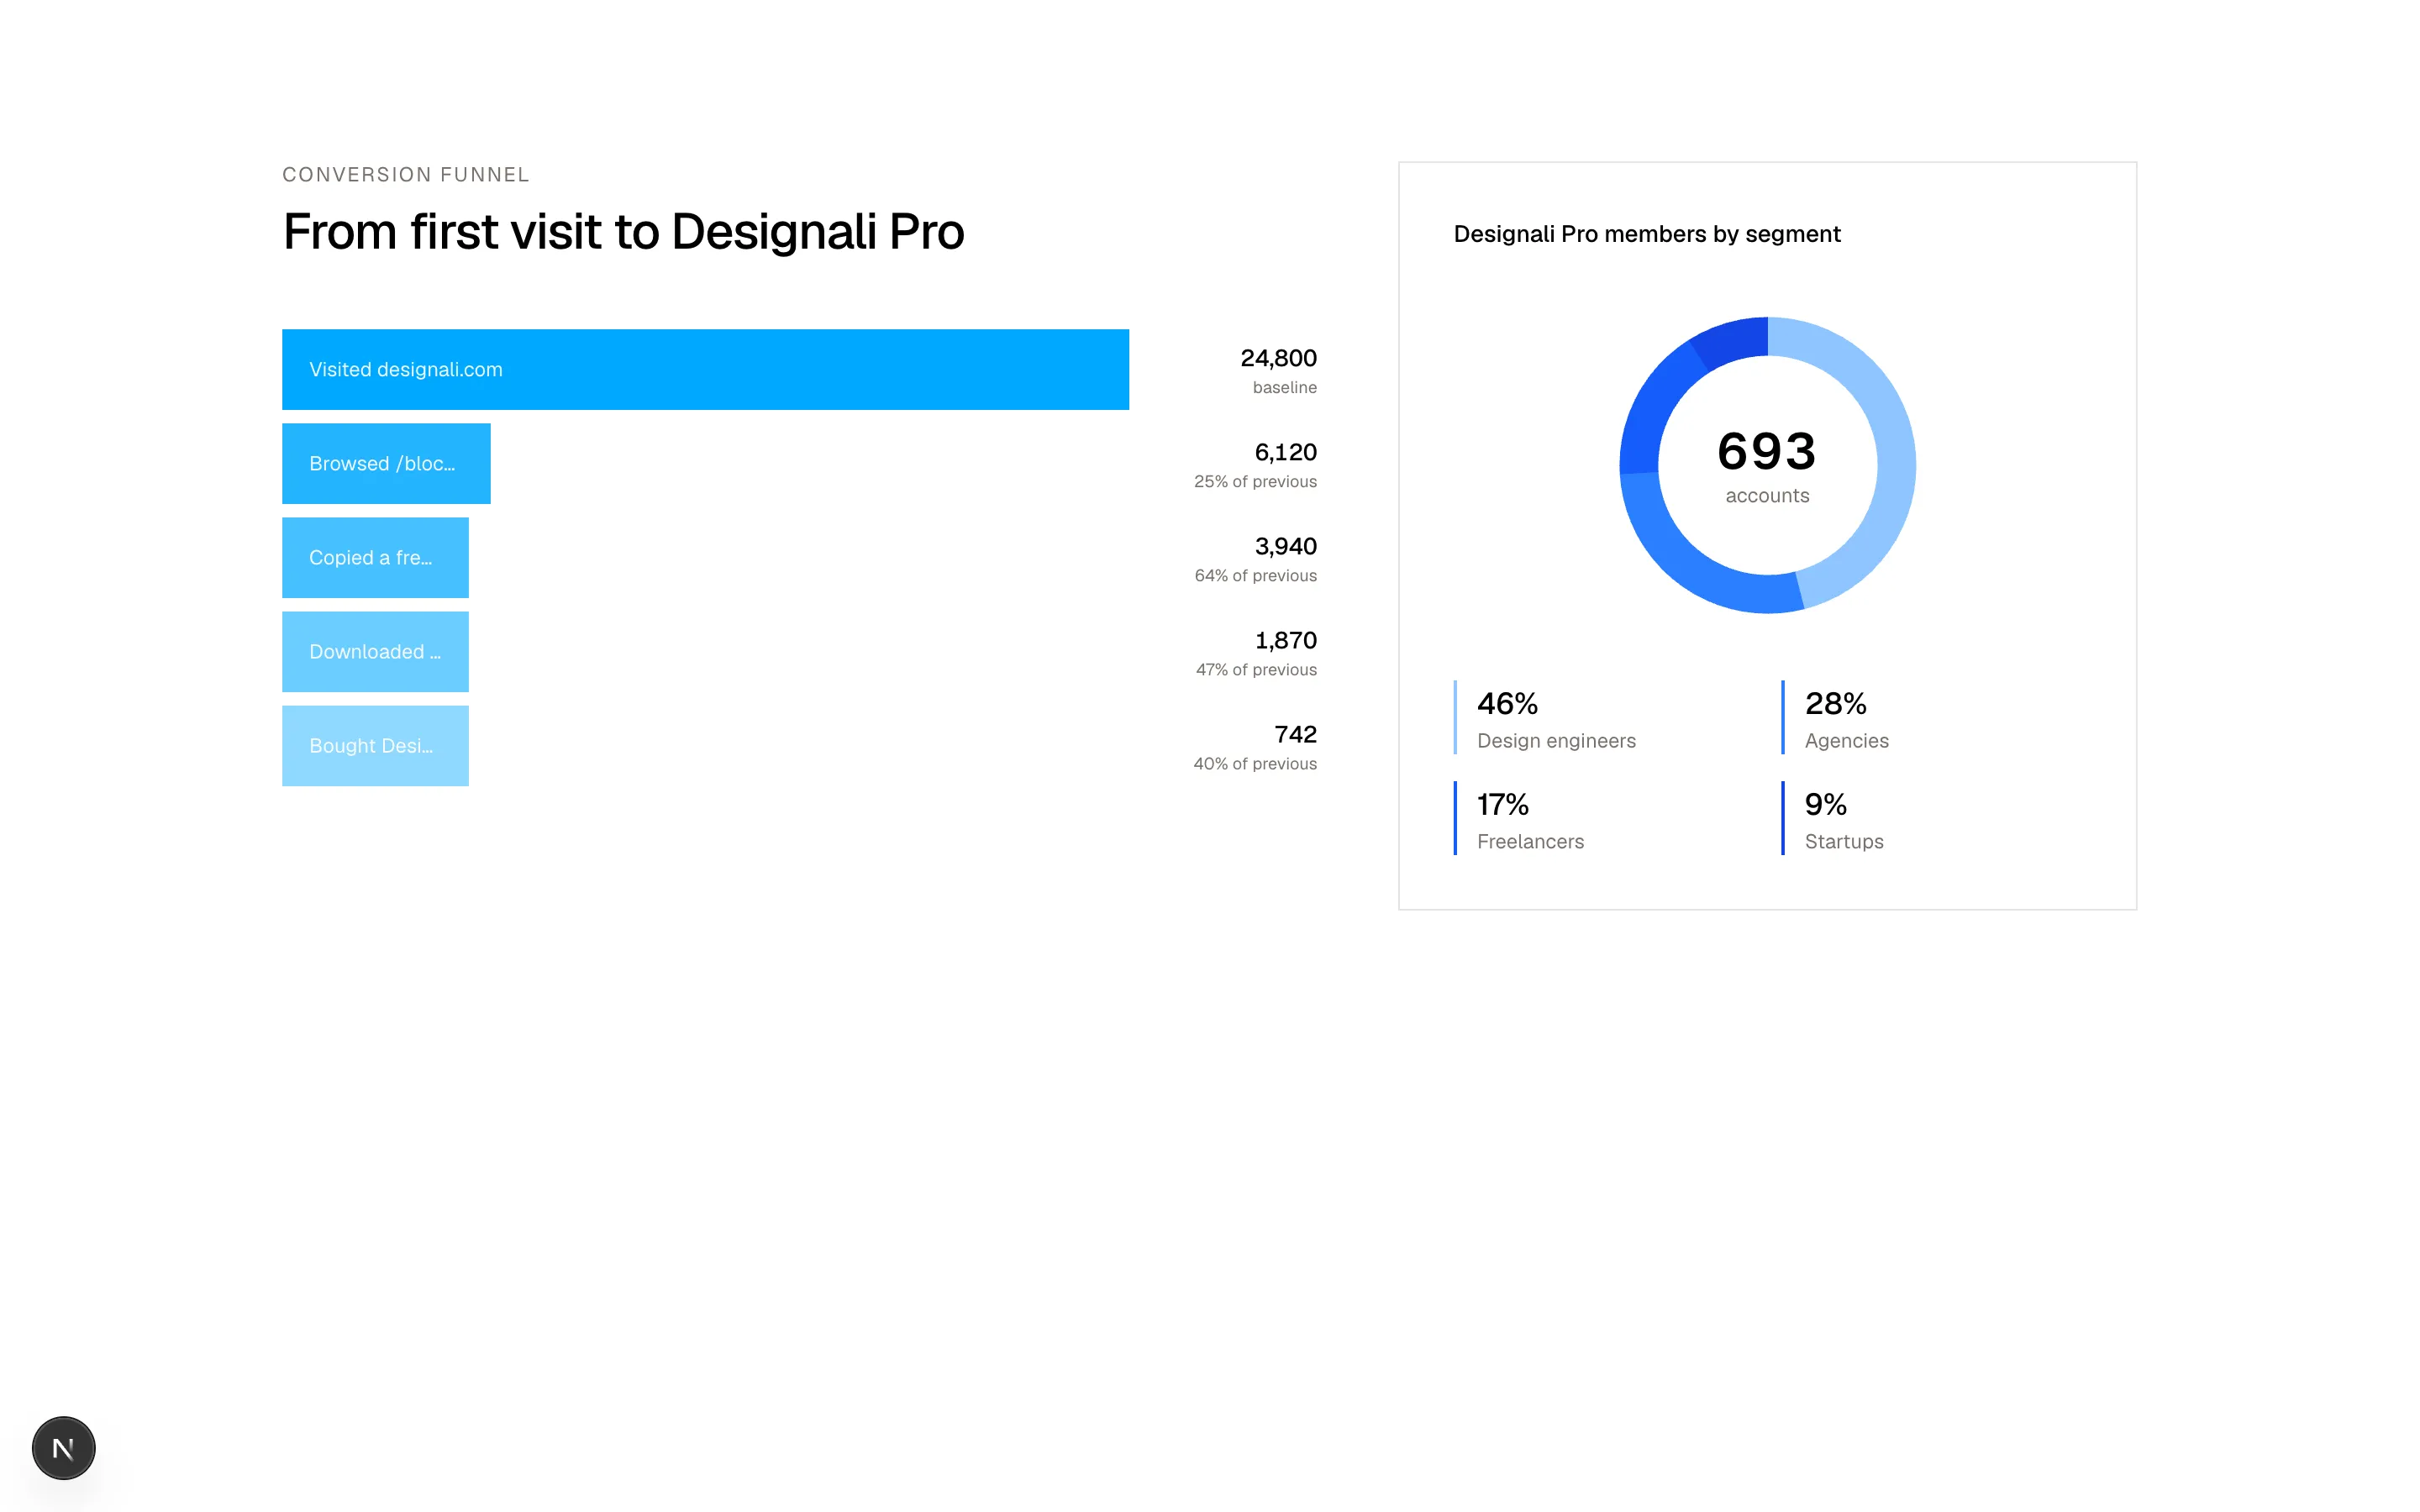 CONVERSION FUNNEL
From first visit to Designali Pro
Visited designali.com
24,800
baseline
Browsed /bloc...
6,120
25% of previous
Copied a fre...
3,940
64% of previous
Downloaded ...
1,870
47% of previous
Bought Desi...
742
40% of previous
Designali Pro members by segment
693
accounts
46%
Design engineers
28%
Agencies
17%
Freelancers
9%
Startups
N